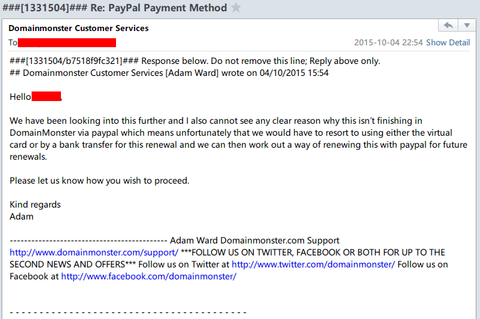 ###[1331504]### Re: PayPal Payment Method
Domainmonster Customer Services
To
2015-10-04 22:54 Show Detail
###[1331504/b7518f9fc321]### Response below. Do not remove this line; Reply above only.
## Domainmonster Customer Services [Adam Ward] wrote on 04/10/2015 15:54
Hello ,
We have been looking into this further and I also cannot see any clear reason why this isn't finishing in
DomainMonster via paypal which means unfortunately that we would have to resort to using either the virtual
card or by a bank transfer for this renewal and we can then work out a way of renewing this with paypal for future
renewals.
Please let us know how you wish to proceed.
Kind regards
Adam
-------------------------------------------- Adam Ward Domainmonster.com Support
http://www.domainmonster.com/support/ ***FOLLOW US ON TWITTER, FACEBOOK OR BOTH FOR UP TO THE
SECOND NEWS AND OFFERS*** Follow us on Twitter at http://www.twitter.com/domainmonster/ Follow us on
Facebook at http://www.facebook.com/domainmonster/
- - - - - - - - - - - - - - - - - - - - - - - - - - - - - - - - - - - - - - - -